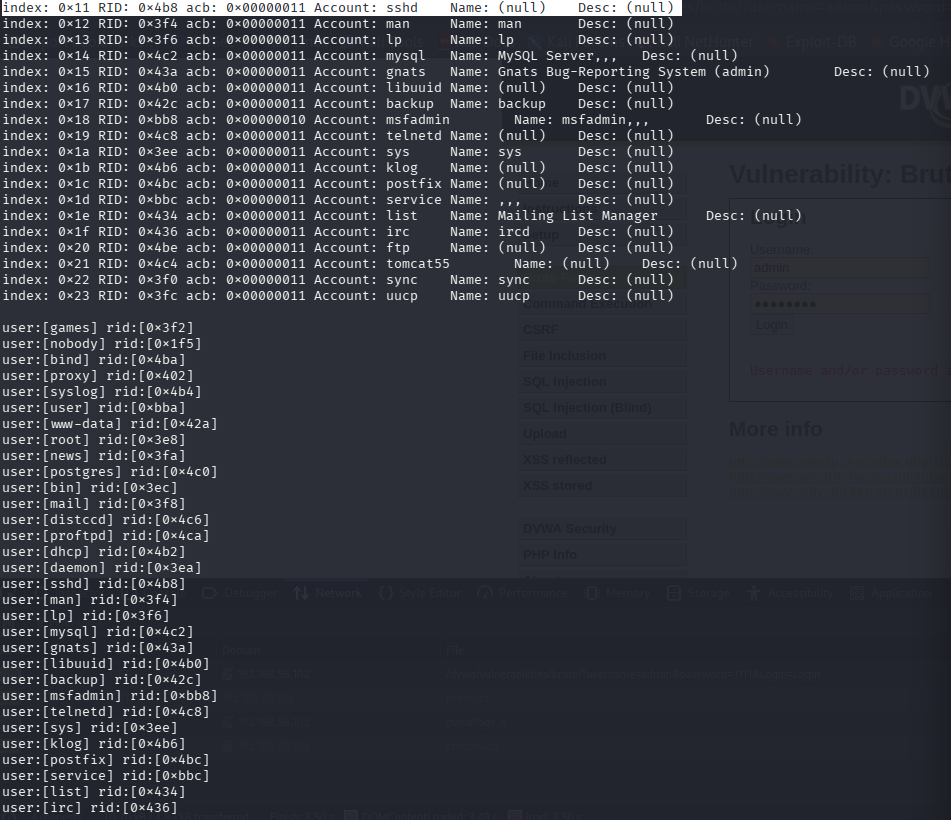 index: 0×11 RID: 0×4b8 acb: 0×00000011 Account: sshd    Name: (null)    Desc: (null)
index: 0×12 RID: 0×3f4 acb: 0×00000011 Account: man     Name: man       Desc: (null)
index: 0×13 RID: 0×3f6 acb: 0×00000011 Account: lp      Name: lp        Desc: (null)
index: 0×14 RID: 0×4c2 acb: 0×00000011 Account: mysql   Name: MySQL Server,,,   Desc: (null)
index: 0×15 RID: 0×43a acb: 0×00000011 Account: gnats   Name: Gnats Bug-Reporting System (admin)        Desc: (null)
index: 0×16 RID: 0×4b0 acb: 0×00000011 Account: libuuid Name: (null)    Desc: (null)
index: 0×17 RID: 0×42c acb: 0×00000011 Account: backup  Name: backup    Desc: (null)
index: 0×18 RID: 0×bb8 acb: 0×00000010 Account: msfadmin        Name: msfadmin,,,       Desc: (null)
index: 0×19 RID: 0×4c8 acb: 0×00000011 Account: telnetd Name: (null)    Desc: (null)
index: 0×1a RID: 0×3ee acb: 0×00000011 Account: sys     Name: sys       Desc: (null)
index: 0×1b RID: 0×4b6 acb: 0×00000011 Account: klog    Name: (null)    Desc: (null)
index: 0×1c RID: 0×4bc acb: 0×00000011 Account: postfix Name: (null)    Desc: (null)
index: 0×1d RID: 0×bbc acb: 0×00000011 Account: service Name: ,,,       Desc: (null)
index: 0×1e RID: 0×434 acb: 0×00000011 Account: list    Name: Mailing List Manager      Desc: (null)
index: 0×1f RID: 0×436 acb: 0×00000011 Account: irc     Name: ircd      Desc: (null)
index: 0×20 RID: 0×4be acb: 0×00000011 Account: ftp     Name: (null)    Desc: (null)
index: 0×21 RID: 0×4c4 acb: 0×00000011 Account: tomcat55        Name: (null)    Desc: (null)
index: 0×22 RID: 0×3f0 acb: 0×00000011 Account: sync    Name: sync      Desc: (null)
index: 0×23 RID: 0×3fc acb: 0×00000011 Account: uucp    Name: uucp      Desc: (null)
user:[games] rid:[0×3f2]
user:[nobody] rid:[0×1f5]
user:[bind] rid:[0×4ba]
user:[proxy] rid:[0×402]
user:[syslog] rid:[0×4b4]
user:[user] rid:[0×bba]
user:[www-data] rid:[0×42a]
user:[root] rid:[0×3e8]
user:[news] rid:[0×3fa]
user:[postgres] rid:[0×4c0]
user:[bin] rid:[0×3ec]
user:[mail] rid:[0×3f8]
user:[distccd] rid:[0×4c6]
user:[proftpd] rid:[0×4ca]
user:[dhcp] rid:[0×4b2]
user:[daemon] rid:[0×3ea]
user:[sshd] rid:[0×4b8]
user:[man] rid:[0×3f4]
user:[lp] rid:[0×3f6]
user:[mysql] rid:[0×4c2]
user:[gnats] rid:[0×43a]
user:[libuuid] rid:[0×4b0]
user:[backup] rid:[0×42c]
user:[msfadmin] rid:[0×bb8]
user:[telnetd] rid:[0×4c8]
user:[sys] rid:[0×3ee]
user:[klog] rid:[0×4b6]
user:[postfix] rid:[0×4bc]
user:[service] rid:[0×bbc]
user:[list] rid:[0×434]
user:[irc] rid:[0×436]
NetHunter
Exploit-DB
Google H
DVW
Vulnerability: Brut
Username:
admin
Password:
●●●●●●●●
Login
Username and/or password
More info
Command Execution
CSRF
File Inclusion
SQL Injection
SQL Injection (Blind)
Upload
XSS reflected
XSS stored
DVWA Security
PHP Info
Debugger
Network
Style Editor
Performance
Memory
Storage
Accessibility
Application
Domain
File